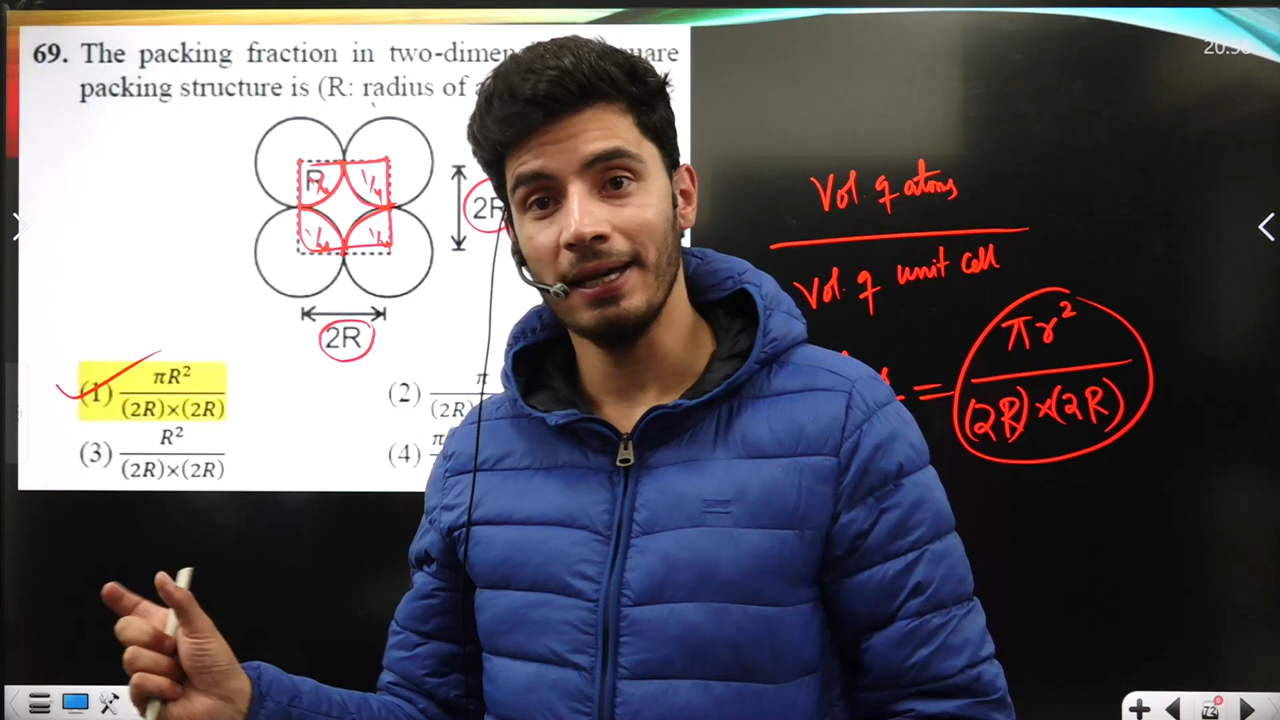 20:
69. The packing fraction in two-dimen uare
packing structure is (R: radius of
R
1/4
1/4
1/4
1/4
2R
2R
(1) πR²/(2R)×(2R)
(2) π/(2R)
(3) R²/(2R)×(2R)
(4) π
Vol. of atoms
Vol. of unit cell
= πr²/(2R)×(2R)
72